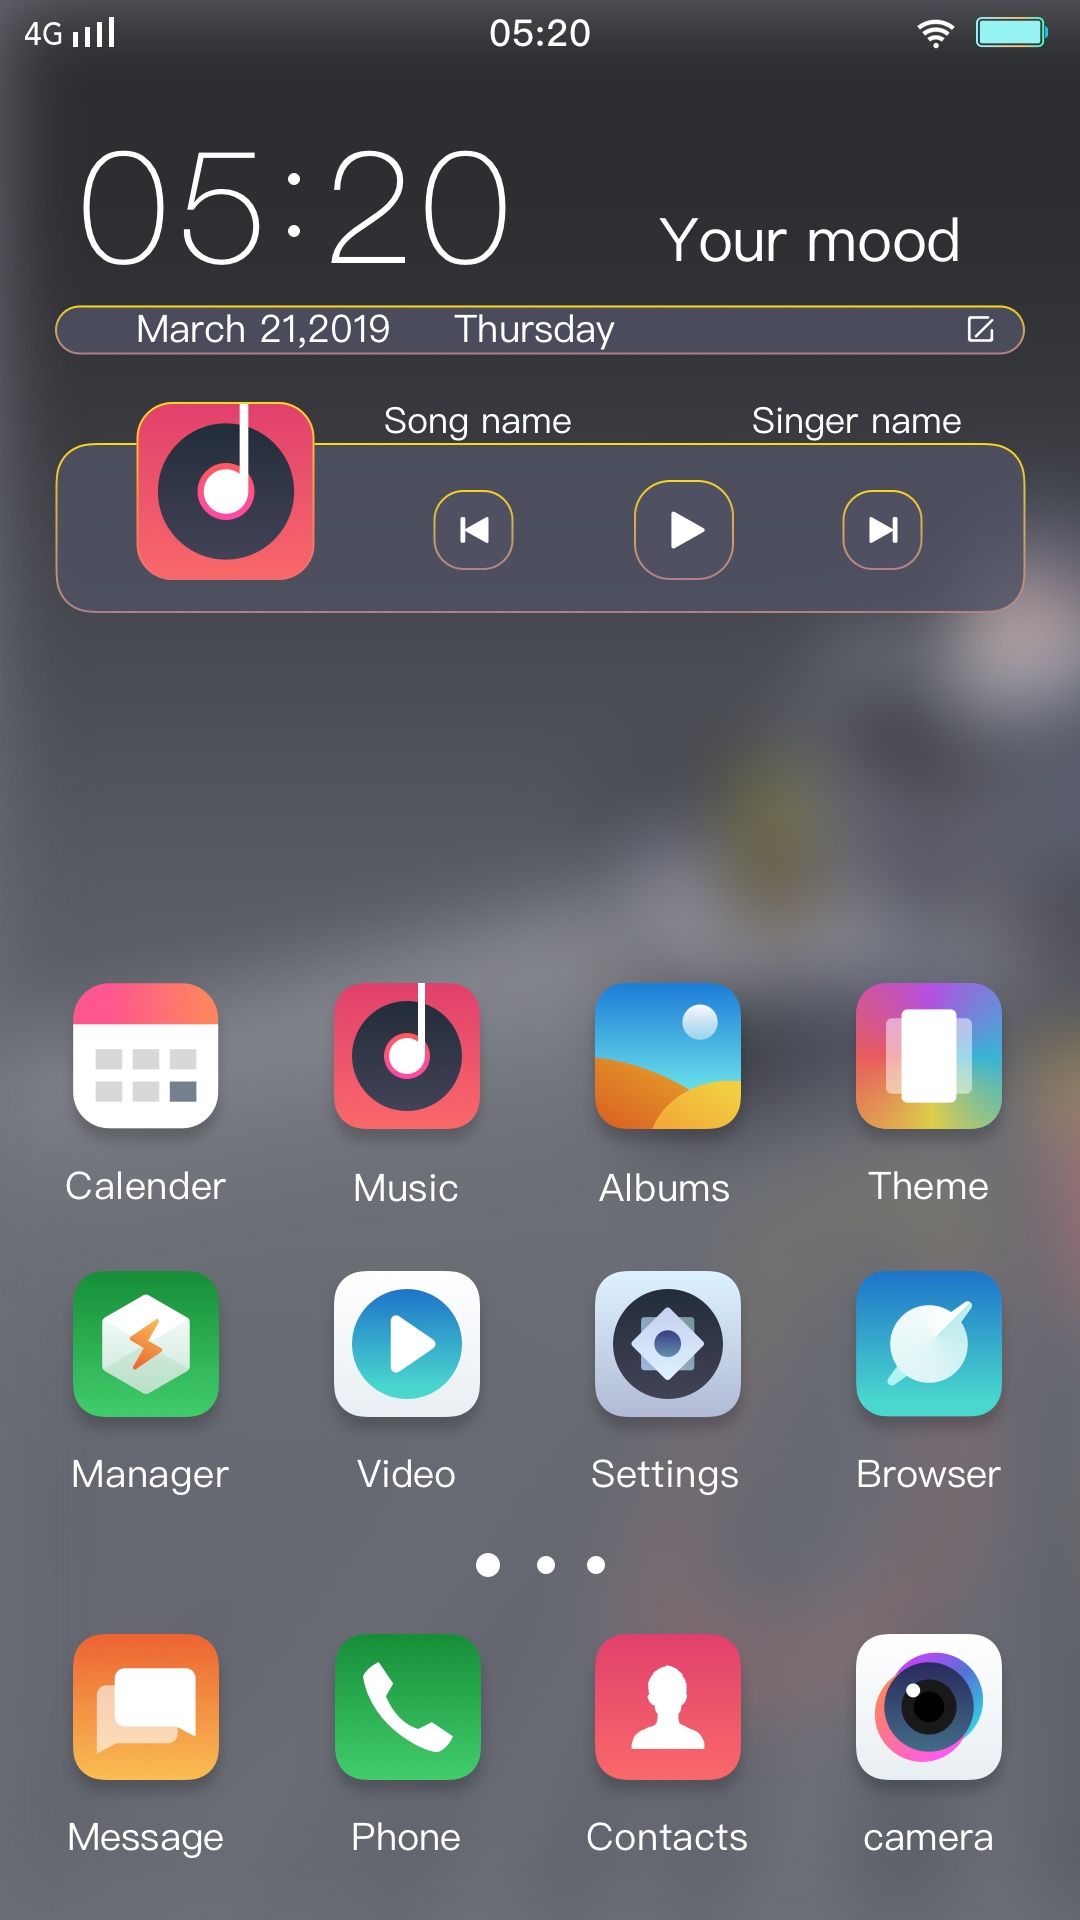 4G 05:20
05:20 Your mood
March 21,2019 Thursday
Song name Singer name
Calender Music Albums Theme
Manager Video Settings Browser
Message Phone Contacts camera